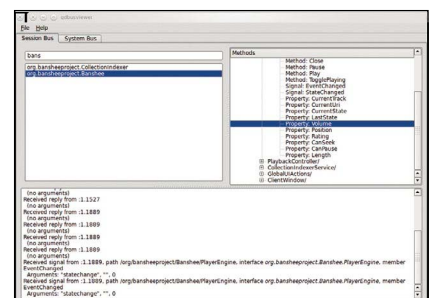 qdbusviewer
File Help
Session Bus System Bus
bans
org.bansheeproject.CollectionIndexer
org.bansheeproject.Banshee
Methods
Method: Close
Method: Pause
Method: Play
Method: TogglePlaying
Signal: EventChanged
Signal: StateChanged
Property: CurrentTrack
Property: CurrentUri
Property: CurrentState
Property: LastState
Property: Volume
Property: Position
Property: Rating
Property: CanSeek
Property: CanPause
Property: Length
PlaybackController/
CollectionIndexerService/
GlobalUIActions/
ClientWindow/
(no arguments)
Received reply from :1.1527
(no arguments)
Received reply from :1.1889
(no arguments)
Received reply from :1.1889
(no arguments)
Received reply from :1.1889
(no arguments)
Received signal from :1.1889, path /org/bansheeproject/Banshee/PlayerEngine, interface org.bansheeproject.Banshee.PlayerEngine, member
EventChanged
Arguments: "statechange", "", 0
Received signal from :1.1889, path /org/bansheeproject/Banshee/PlayerEngine, interface org.bansheeproject.Banshee.PlayerEngine, member
EventChanged
Arguments: "statechange", "", 0